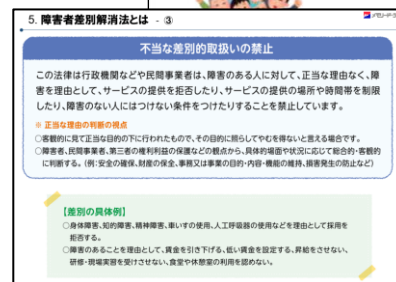 5. 障害者差別解消法とは - ③
不当な差別的取扱いの禁止
この法律は行政機関などや民間事業者は、障害のある人に対して、正当な理由なく、障
害を理由として、サービスの提供を拒否したり、サービスの提供の場所や時間帯を制限
したり、障害のない人にはつけない条件をつけたりすることを禁止しています。
※ 正当な理由の判断の視点
○客観的に見て正当な目的の下に行われたもので、その目的に照らしてやむを得ないと言える場合です。
○障害者、民間事業者、第三者の権利利益の保護などの観点から、具体的場面や状況に応じて総合的・客観的
に判断する。(例:安全の確保、財産の保全、事務又は事業の目的・内容・機能の維持、損害発生の防止など)
【差別の具体例】
○身体障害、知的障害、精神障害、車いすの使用、人工呼吸器の使用などを理由として採用を
拒否する。
○障害のあることを理由として、賃金を引き下げる、低い賃金を設定する、昇給をさせない、
研修・現場実習を受けさせない、食堂や休憩室の利用を認めない。